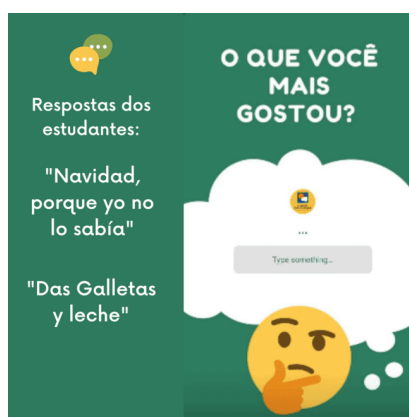 Respostas dos
estudantes:
"Navidad,
porque yo no
lo sabía"
"Das Galletas
y leche"
O QUE VOCÊ
MAIS
GOSTOU?
...
Type something...